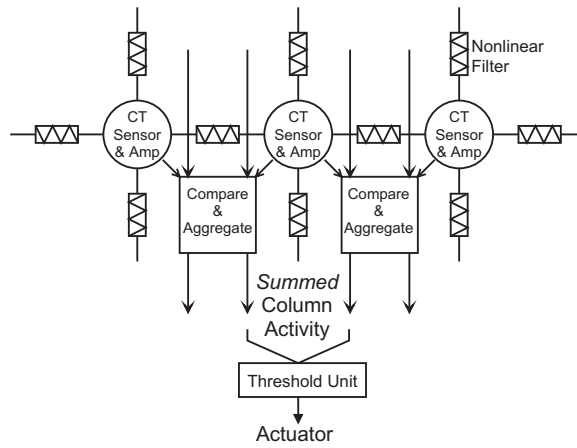 Nonlinear
Filter
CT
Sensor
& Amp
CT
Sensor
& Amp
CT
Sensor
& Amp
Compare
&
Aggregate
Compare
&
Aggregate
Summed
Column
Activity
Threshold Unit
Actuator